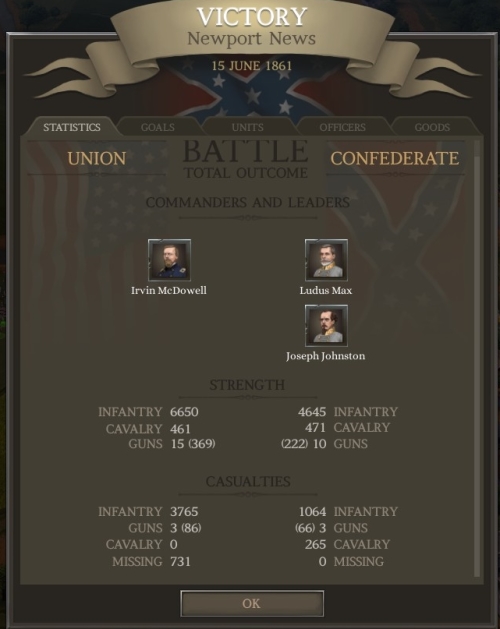 VICTORY
Newport News
15 JUNE 1861
STATISTICS GOALS UNITS OFFICERS GOODS
UNION BATTLE CONFEDERATE
TOTAL OUTCOME
COMMANDERS AND LEADERS
Irvin McDowell Ludus Max
Joseph Johnston
STRENGTH
INFANTRY 6650 4645 INFANTRY
CAVALRY 461 471 CAVALRY
GUNS 15 (369) (222) 10 GUNS
CASUALTIES
INFANTRY 3765 1064 INFANTRY
GUNS 3 (86) (66) 3 GUNS
CAVALRY 0 265 CAVALRY
MISSING 731 0 MISSING
OK